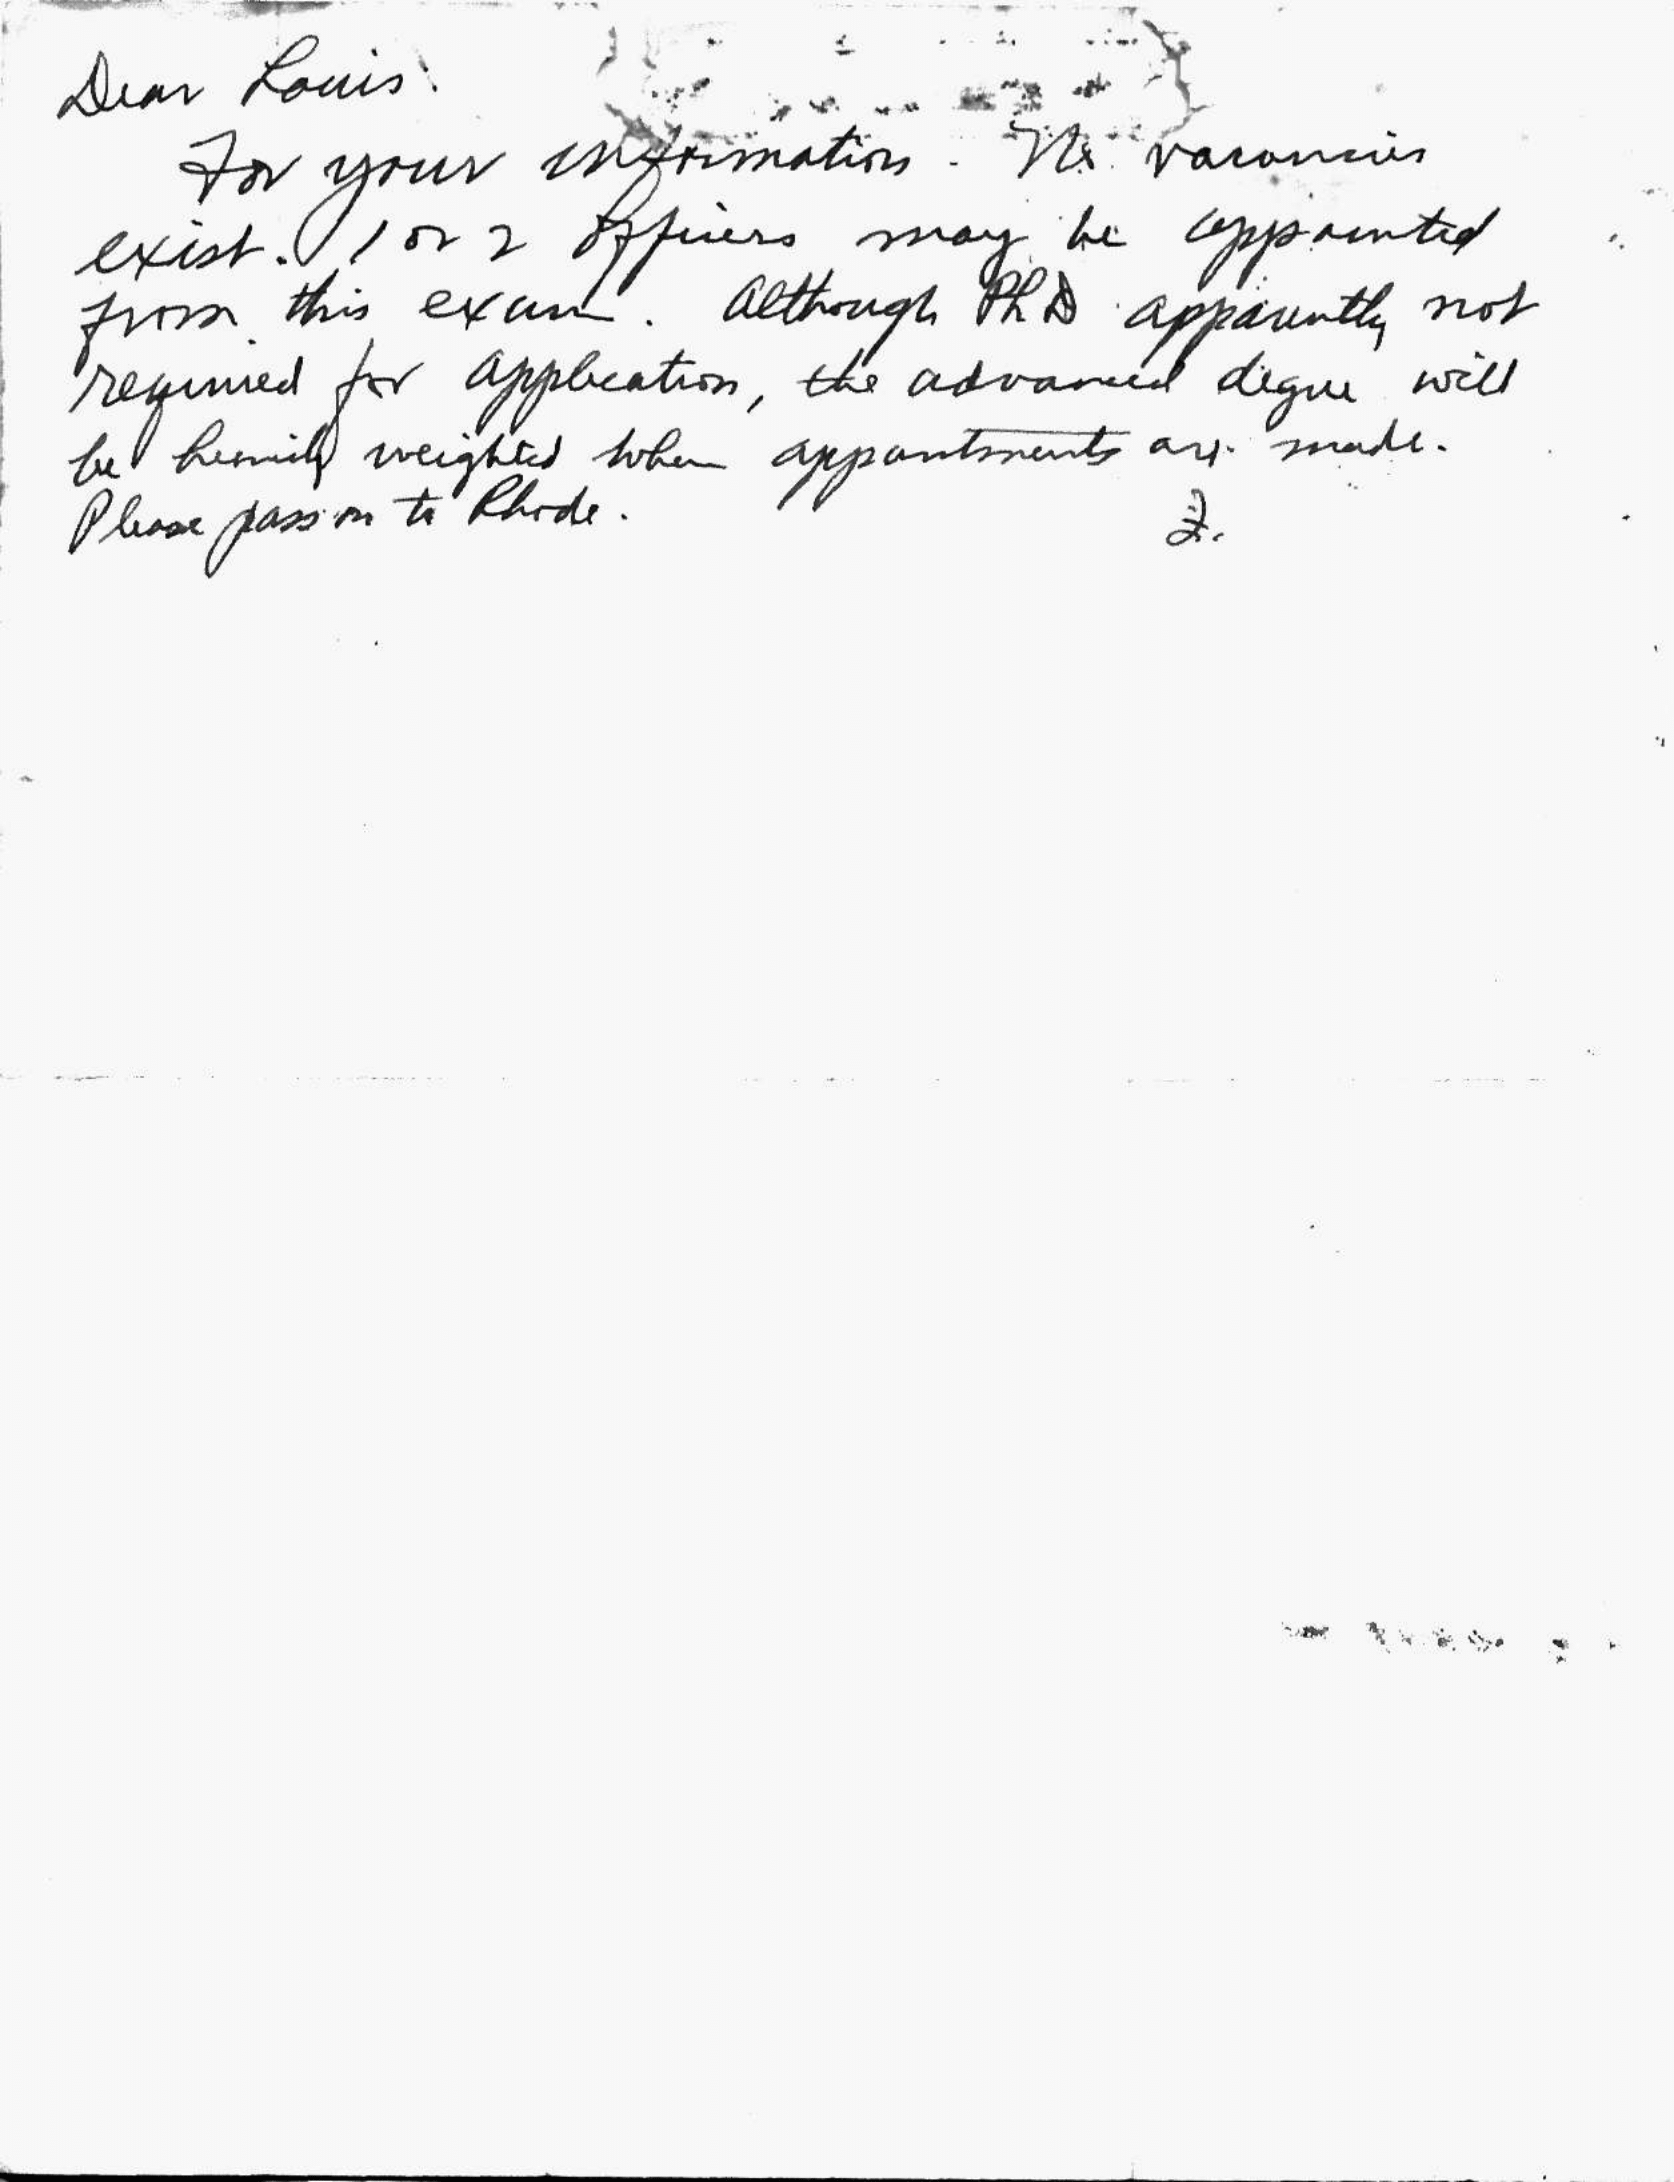 Dear Louis:
For your information - No vacancies
exist. 1 or 2 officers may be appointed
from this exam. Although PhD apparently not
required for application, the advanced degree will
be heavily weighted when appointments are made.
Please pass on to Rhode.